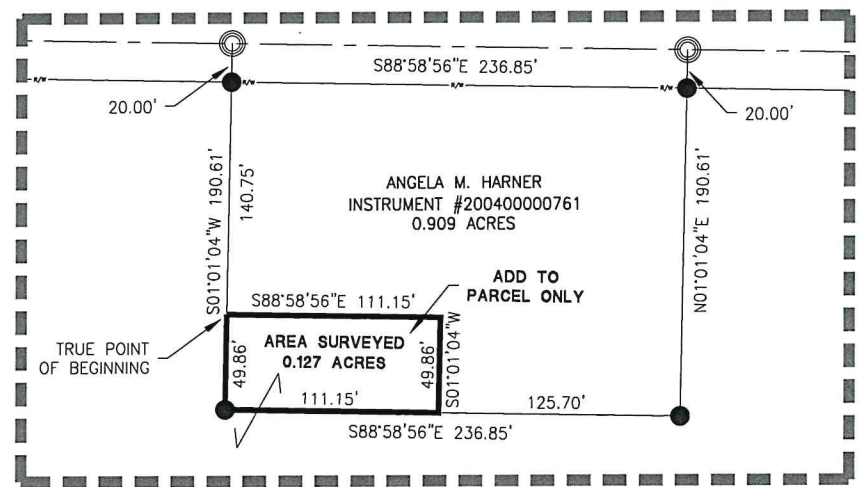 S88°58'56"E 236.85'
R/W
R/W
R/W
20.00'
20.00'
S01°01'04"W 190.61'
140.75'
ANGELA M. HARNER
INSTRUMENT #200400000761
0.909 ACRES
N01°01'04"E 190.61'
S88°58'56"E 111.15'
ADD TO
PARCEL ONLY
TRUE POINT
OF BEGINNING
49.86'
AREA SURVEYED
0.127 ACRES
49.86'
S01°01'04"W
111.15'
125.70'
S88°58'56"E 236.85'